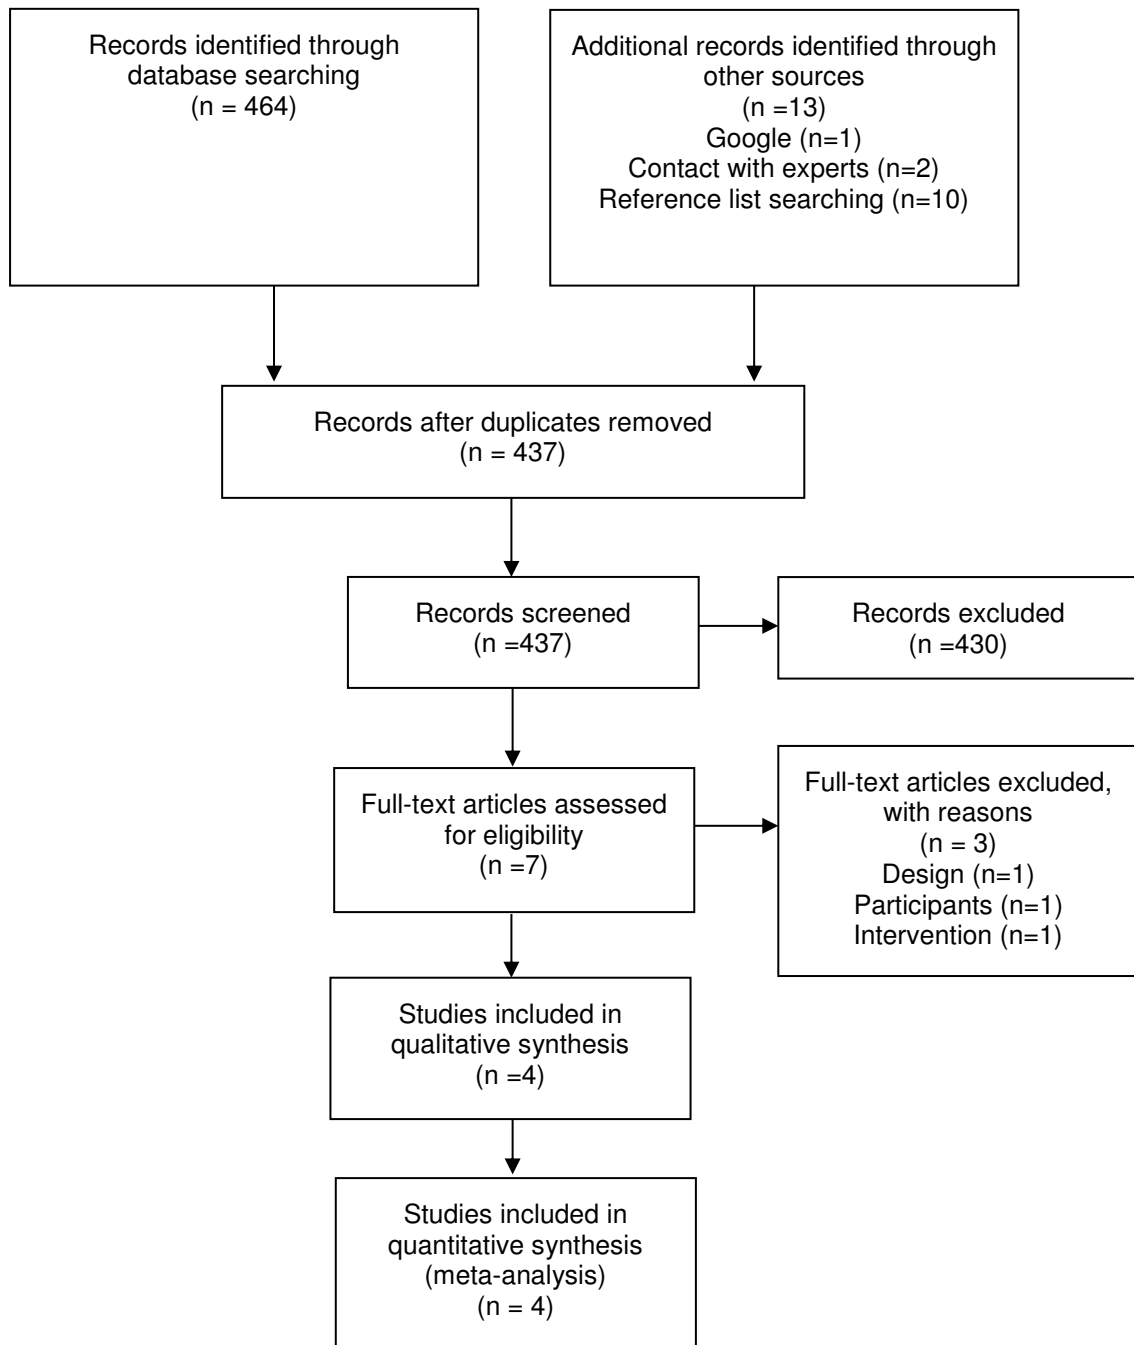 Records identified through
database searching
(n = 464)
Additional records identified through
other sources
(n =13)
Google (n=1)
Contact with experts (n=2)
Reference list searching (n=10)
Records after duplicates removed
(n = 437)
Records screened
(n =437)
Records excluded
(n =430)
Full-text articles assessed
for eligibility
(n =7)
Full-text articles excluded,
with reasons
(n = 3)
Design (n=1)
Participants (n=1)
Intervention (n=1)
Studies included in
qualitative synthesis
(n =4)
Studies included in
quantitative synthesis
(meta-analysis)
(n = 4)